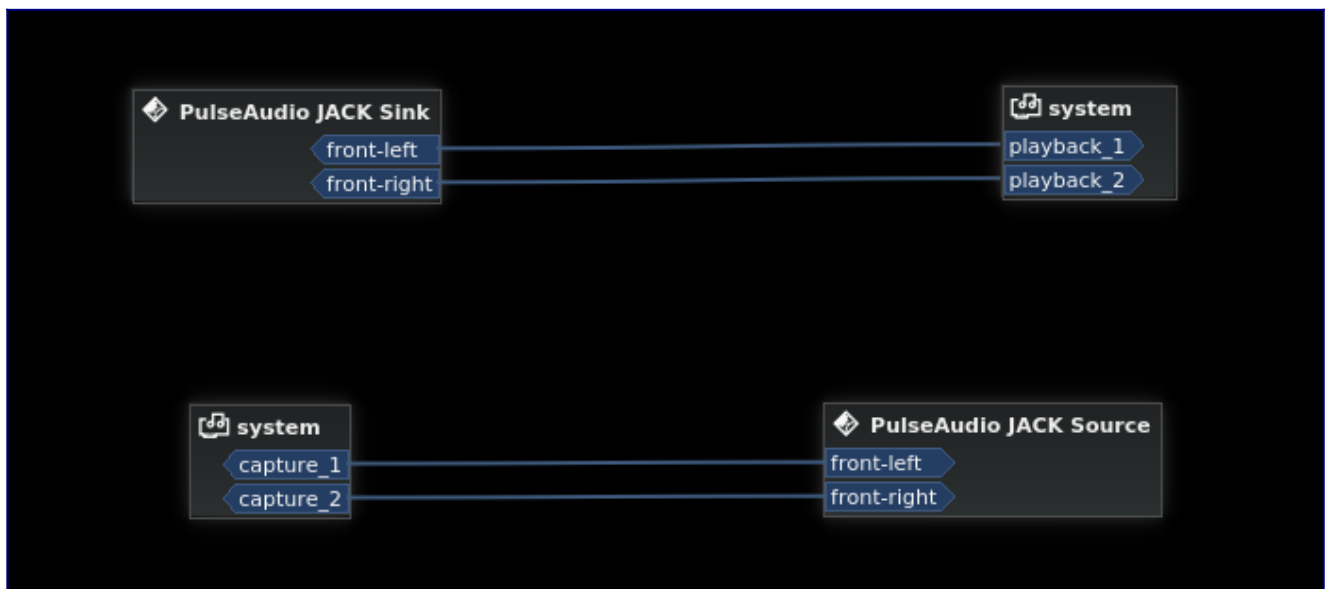 PulseAudio JACK Sink
front-left
front-right
system
playback_1
playback_2
system
capture_1
capture_2
PulseAudio JACK Source
front-left
front-right